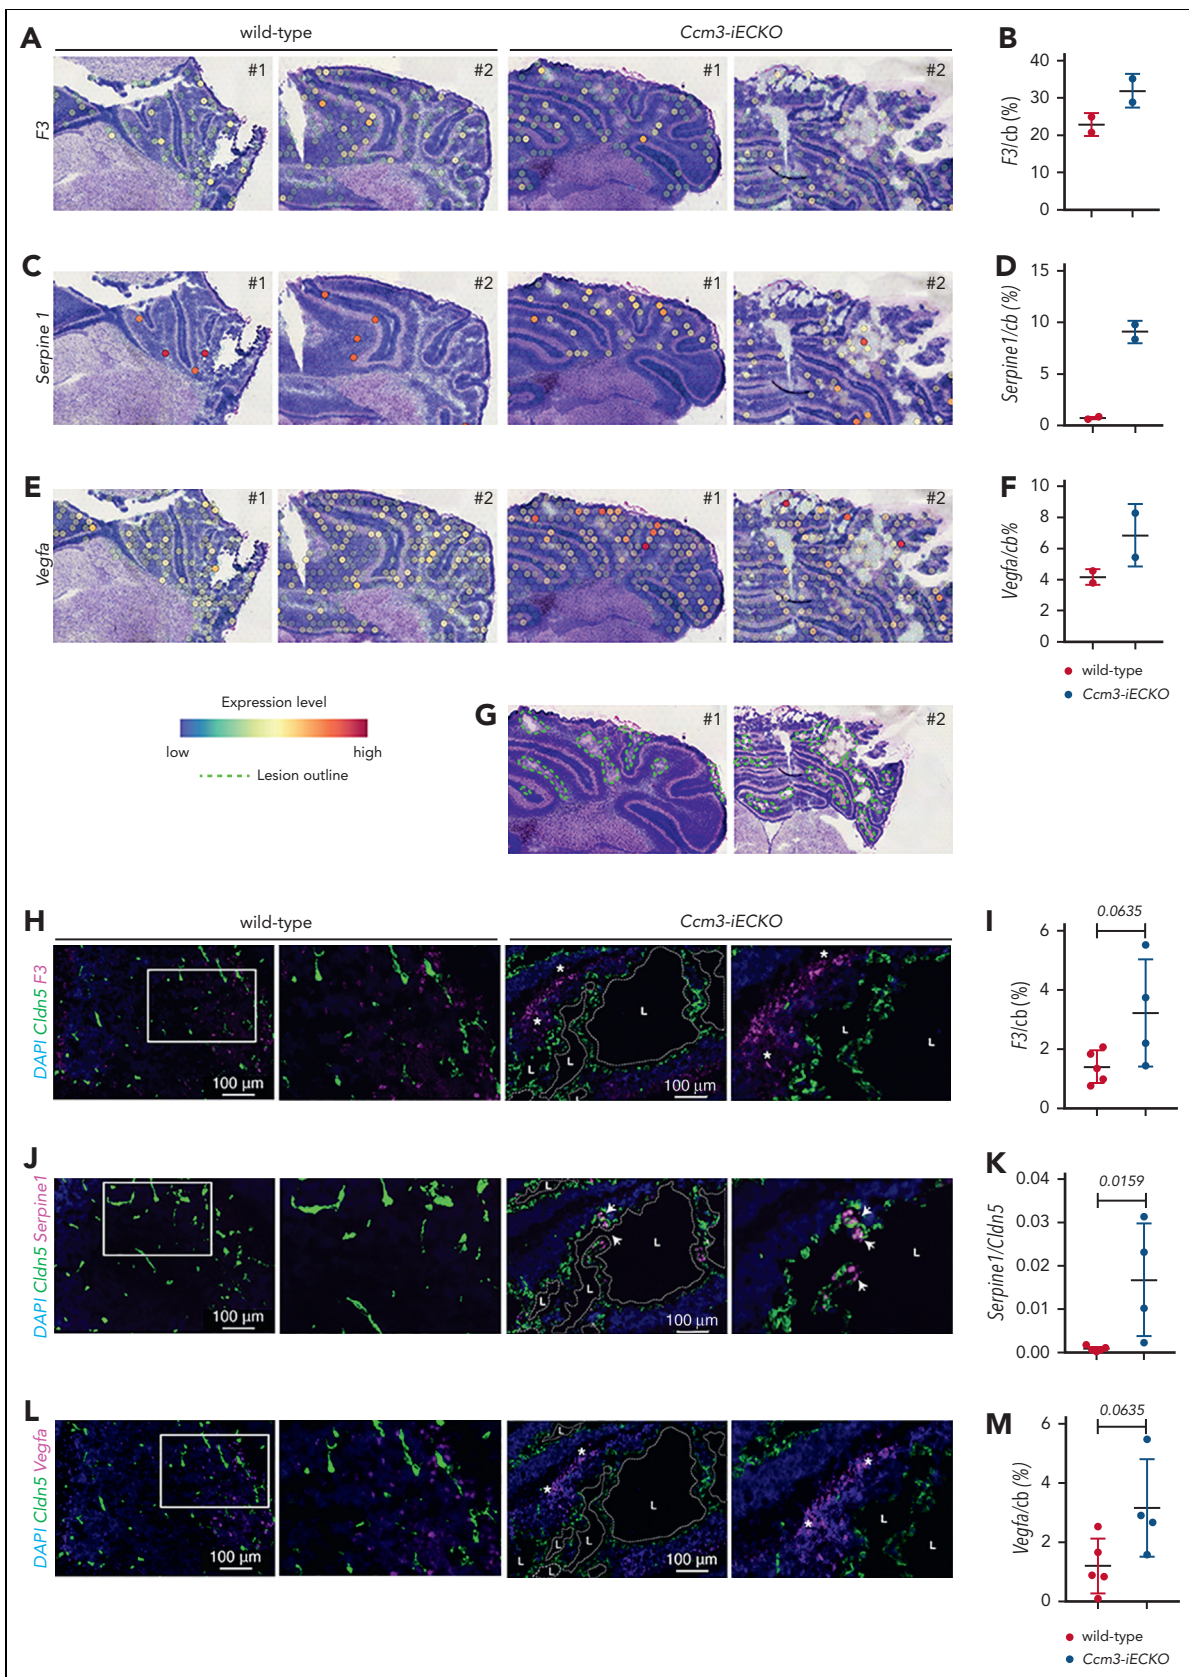 A
wild-type
Ccm3-iECKO
B
F3
#1
#2
#1
#2
F3/cb (%)
40
30
20
10
0
C
Serpine 1
#1
#2
#1
#2
D
Serpine1/cb (%)
15
10
5
0
E
Vegfa
#1
#2
#1
#2
F
Vegfa/cb%
10
8
6
4
2
0
wild-type
Ccm3-iECKO
Expression level
low
high
Lesion outline
G
#1
#2
H
wild-type
Ccm3-iECKO
DAPI Cldn5 F3
100 µm
L
L
L
L
* *
100 µm
* *
L
L
I
0.0635
F3/cb (%)
6
4
2
0
J
DAPI Cldn5 Serpine1
100 µm
L
L
L
L
L
100 µm
L
L
K
0.0159
Serpine1/Cldn5
0.04
0.03
0.02
0.01
0.00
L
DAPI Cldn5 Vegfa
100 µm
L
* *
L
L
L
L
100 µm
* *
L
L
M
0.0635
Vegfa/cb (%)
6
4
2
0
wild-type
Ccm3-iECKO